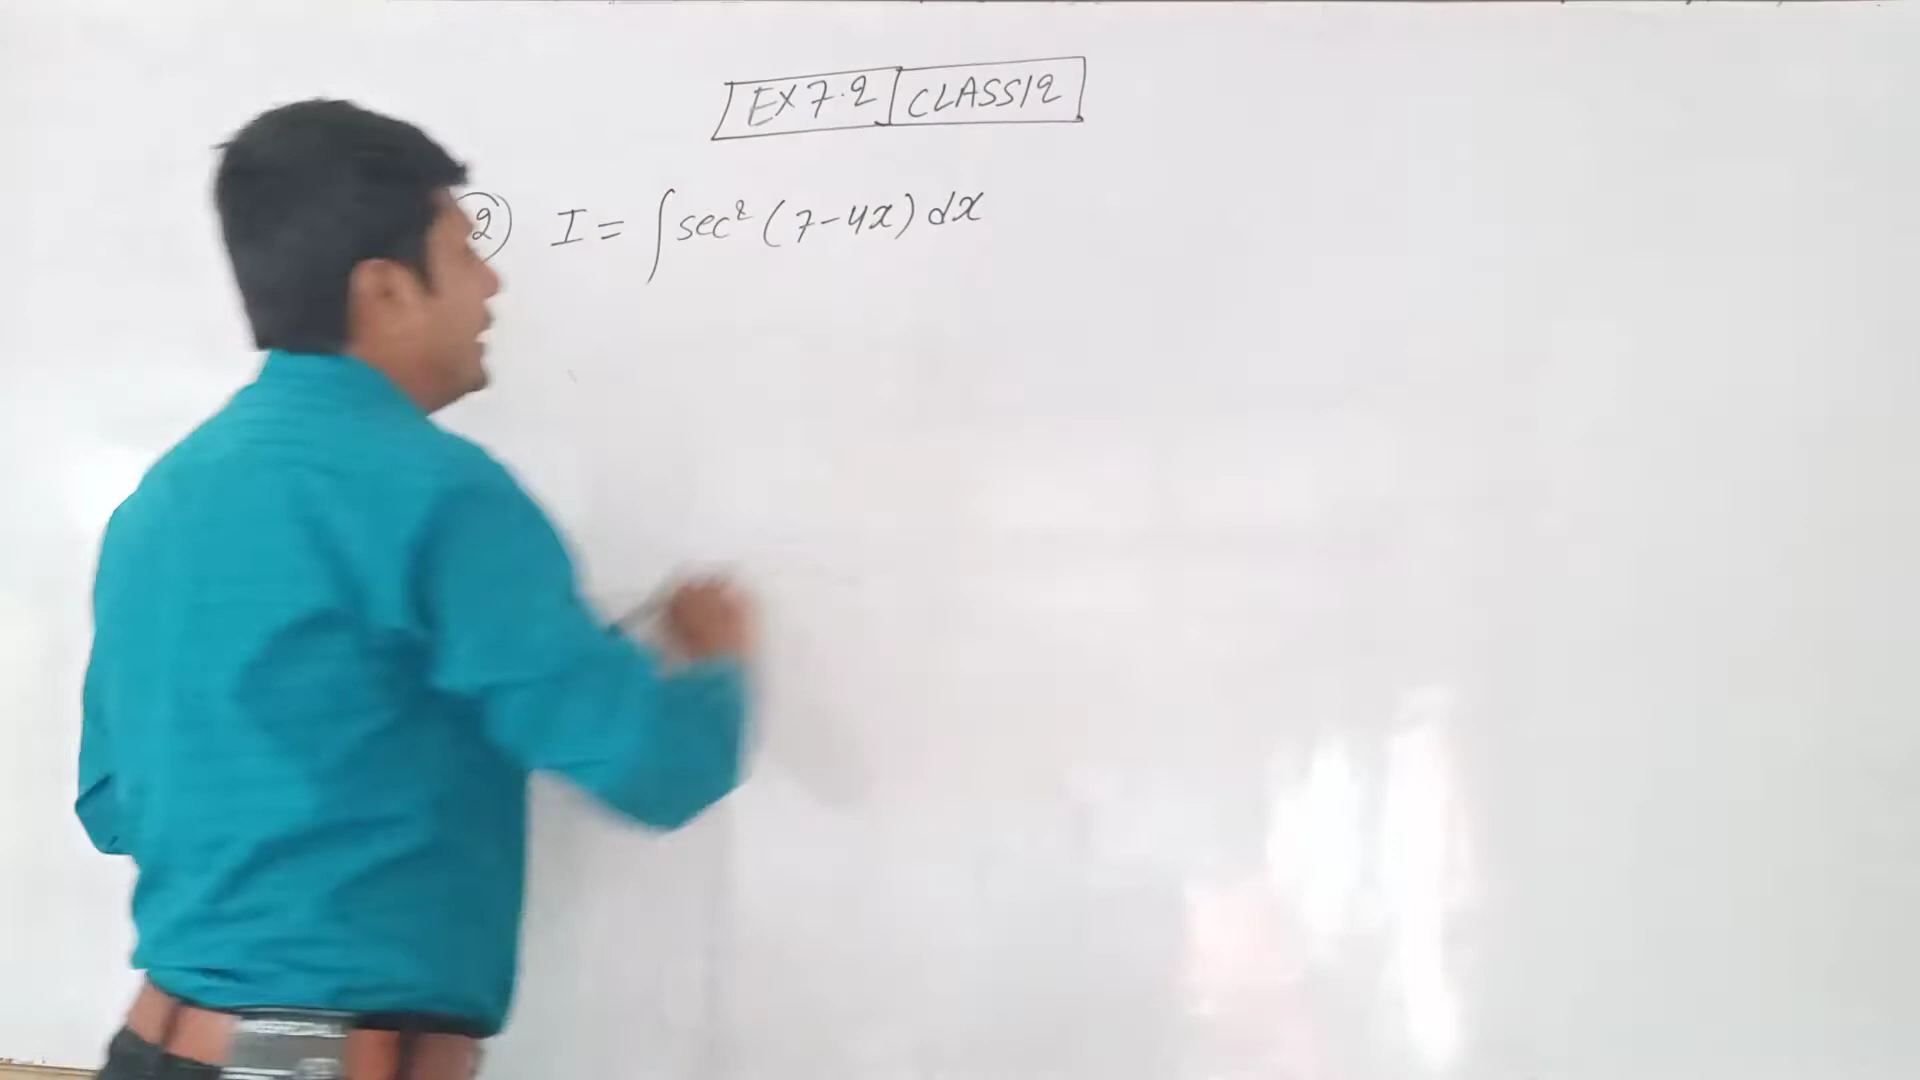 EX 7.2 CLASS 12
2) I = ∫ sec² (7-4x) dx